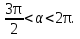 3π/2 < α < 2π.